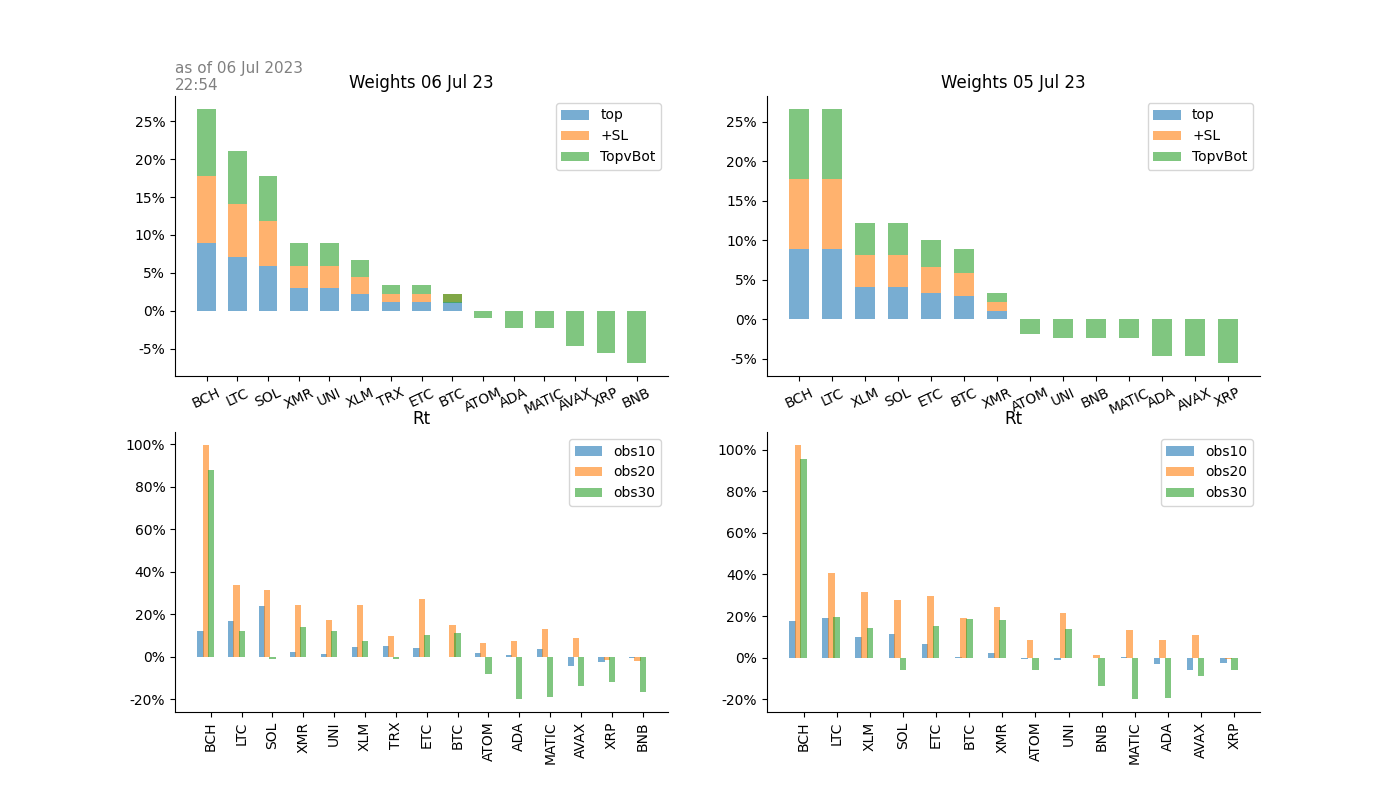 as of 06 Jul 2023
22:54
Weights 06 Jul 23
25%
20%
15%
10%
5%
0%
-5%
top
+SL
TopvBot
BCH LTC SOL XMR UNI XLM TRX ETC BTC ATOM ADA MATIC AVAX XRP BNB
Weights 05 Jul 23
25%
20%
15%
10%
5%
0%
-5%
top
+SL
TopvBot
BCH LTC XLM SOL ETC BTC XMR ATOM UNI BNB MATIC ADA AVAX XRP
Rt
100%
80%
60%
40%
20%
0%
-20%
obs10
obs20
obs30
BCH LTC SOL XMR UNI XLM TRX ETC BTC ATOM ADA MATIC AVAX XRP BNB
Rt
100%
80%
60%
40%
20%
0%
-20%
obs10
obs20
obs30
BCH LTC XLM SOL ETC BTC XMR ATOM UNI BNB MATIC ADA AVAX XRP